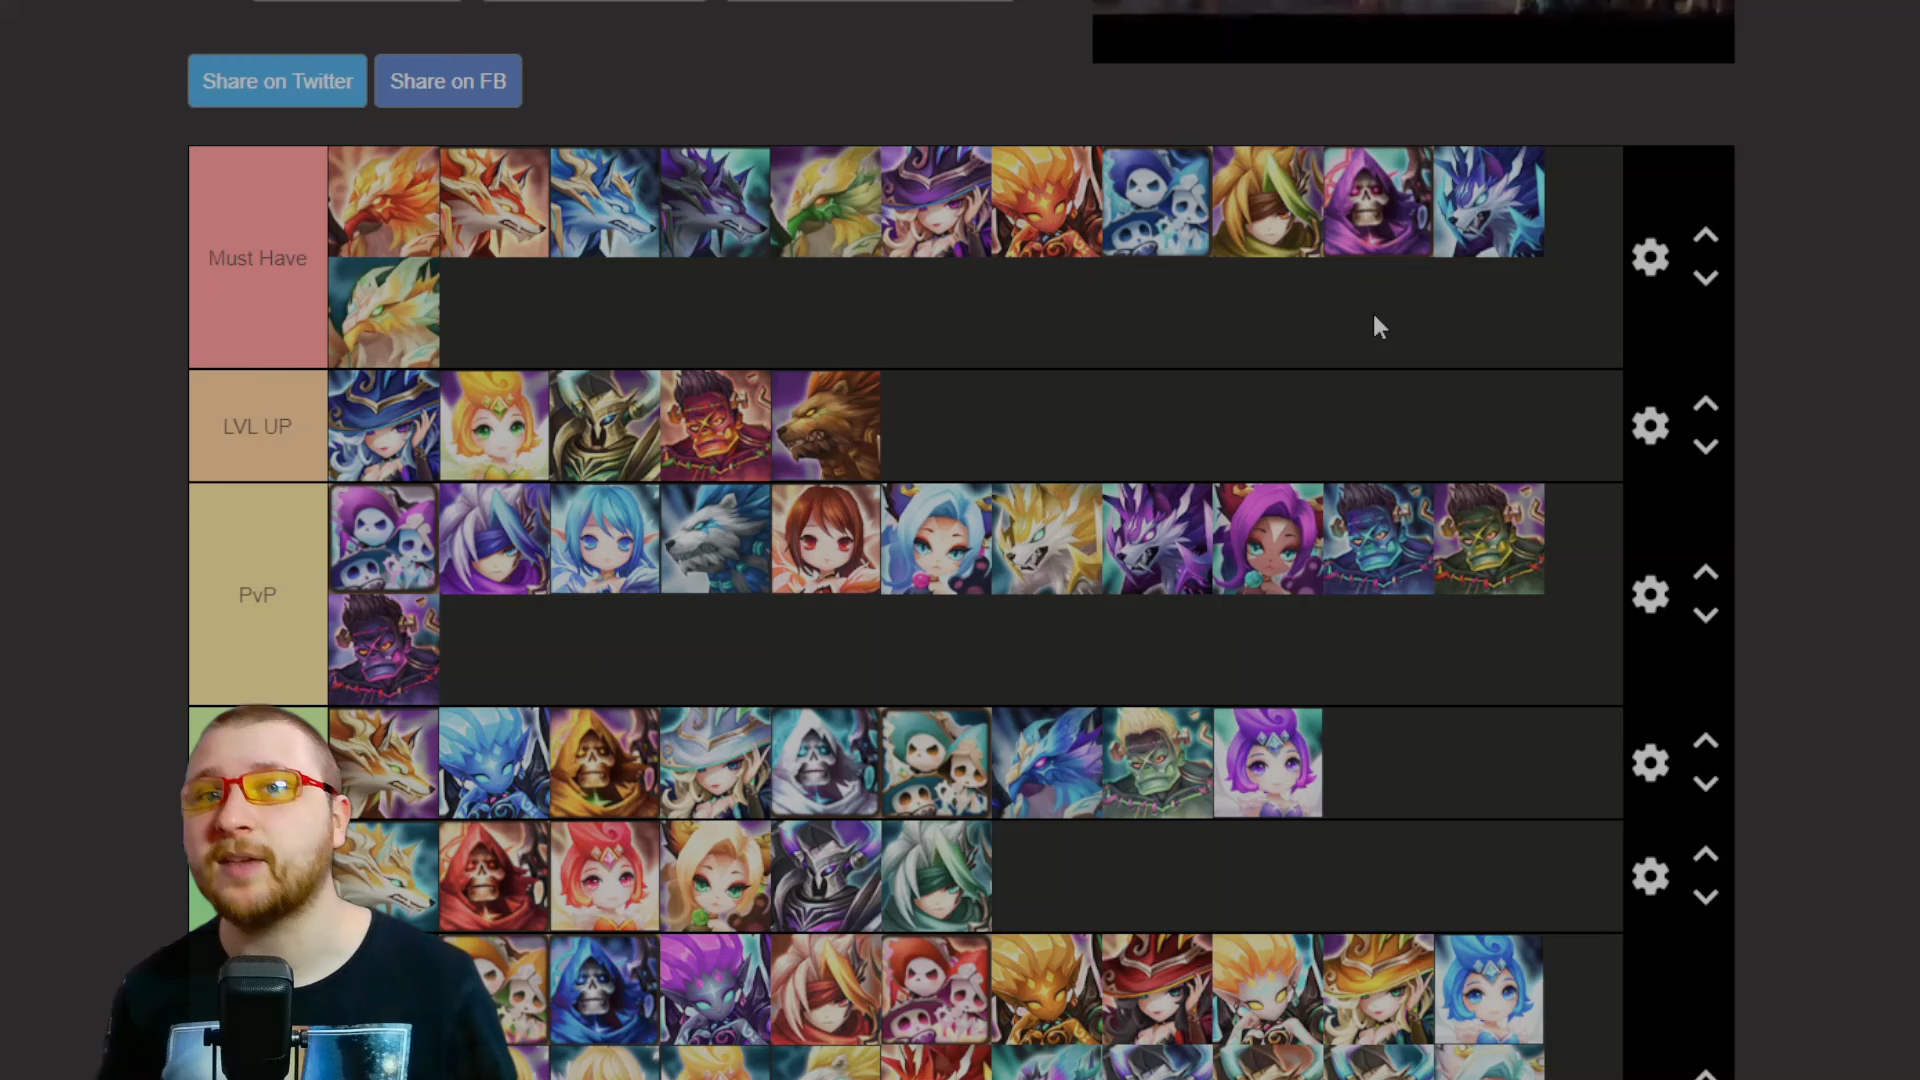 Share on Twitter
Share on FB
Must Have
LVL UP
PvP